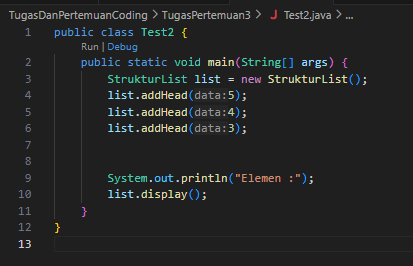 TugasDanPertemuanCoding > TugasPertemuan3 > J Test2.java > ...
1 public class Test2 {
Run | Debug
2     public static void main(String[] args) {
3         StrukturList list = new StrukturList();
4         list.addHead(data:5);
5         list.addHead(data:4);
6         list.addHead(data:3);
7
8
9         System.out.println("Elemen :");
10         list.display();
11     }
12 }
13